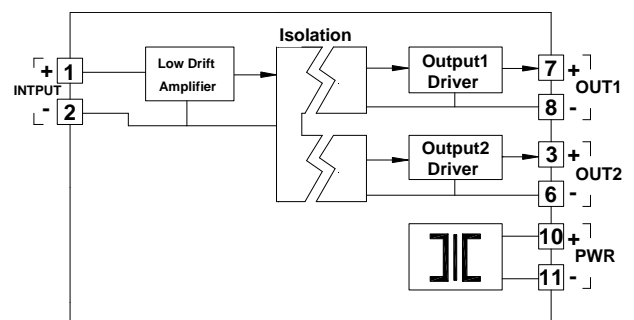 Isolation
+ 1
INTPUT
- 2
Low Drift
Amplifier
Output1
Driver
7 +
OUT1
8 -
Output2
Driver
3 +
OUT2
6 -
10 +
PWR
11 -